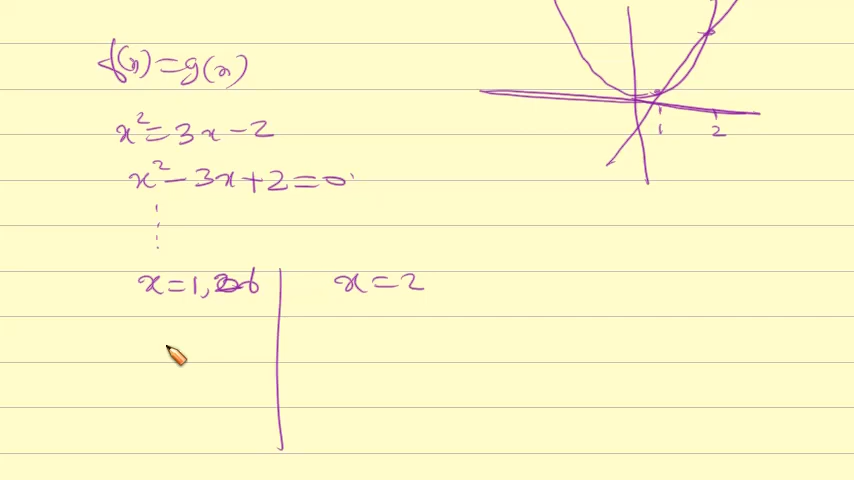 f(x)=g(x)
x²=3x-2
x²-3x+2=0
x=1,
x=2
1
2